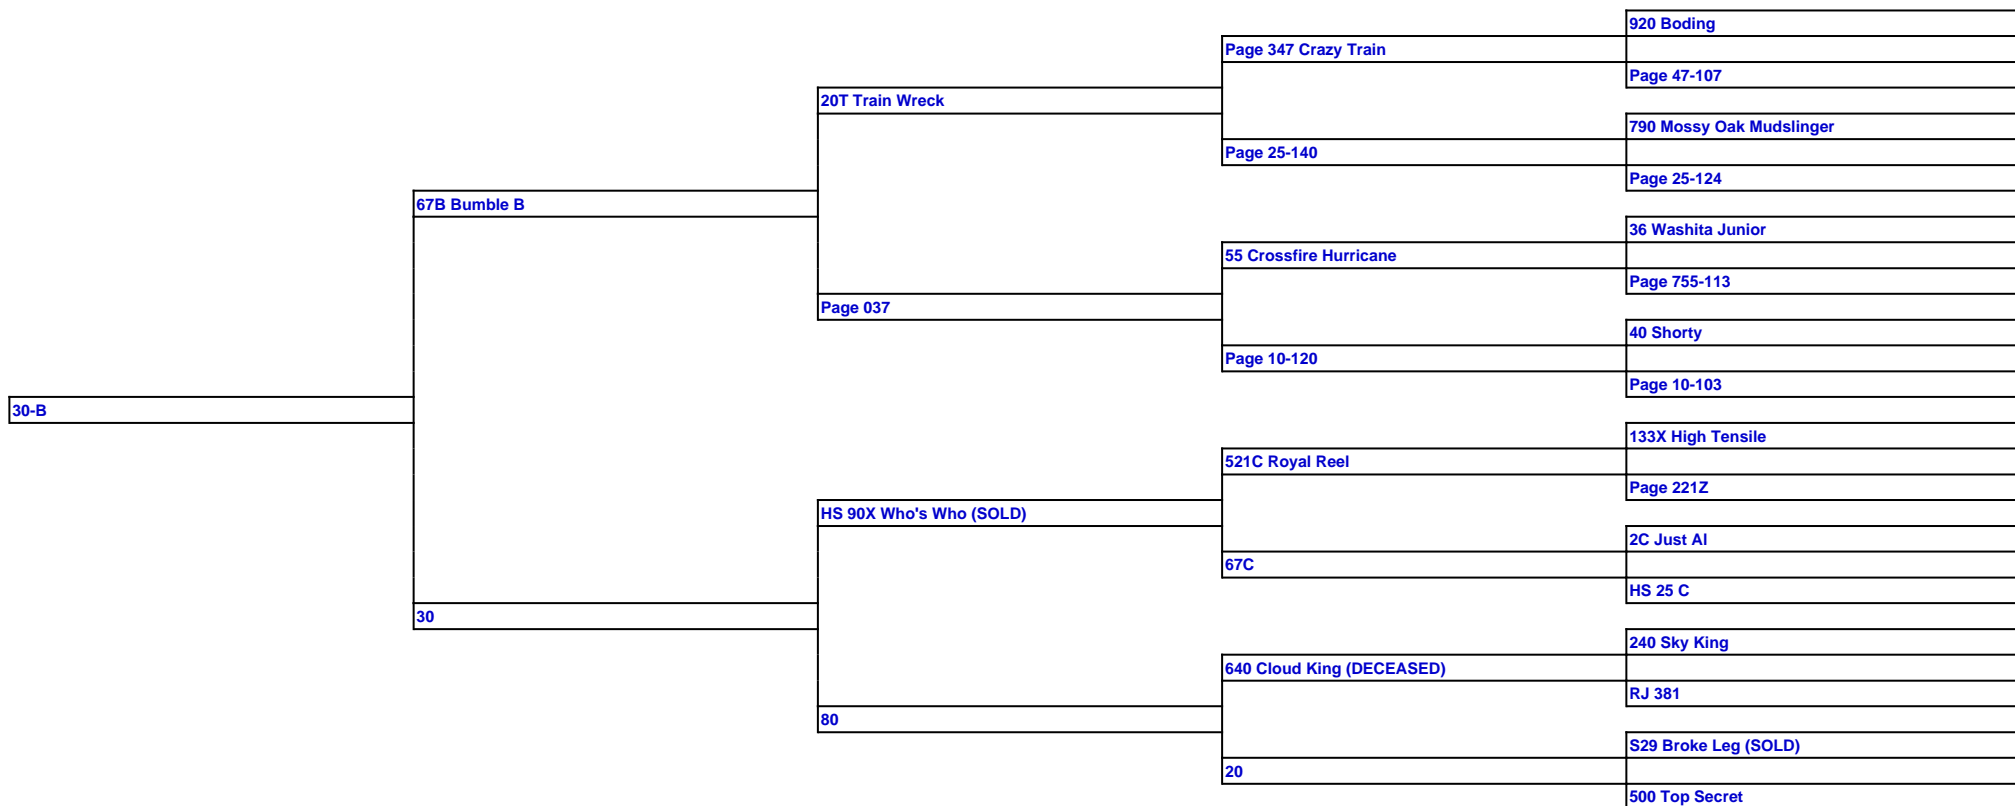 920 Boding
Page 347 Crazy Train
Page 47-107
20T Train Wreck
790 Mossy Oak Mudslinger
Page 25-140
Page 25-124
67B Bumble B
36 Washita Junior
55 Crossfire Hurricane
Page 755-113
Page 037
40 Shorty
Page 10-120
Page 10-103
30-B
133X High Tensile
521C Royal Reel
Page 221Z
HS 90X Who's Who (SOLD)
2C Just Al
67C
HS 25 C
30
240 Sky King
640 Cloud King (DECEASED)
RJ 381
80
S29 Broke Leg (SOLD)
20
500 Top Secret